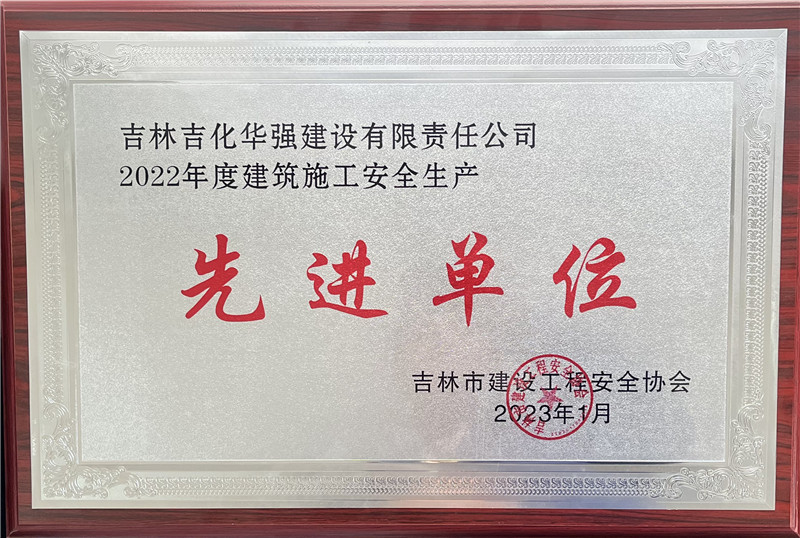 吉林吉化华强建设有限责任公司
2022年度建筑施工安全生产
先进单位
吉林市建设工程安全协会
2023年1月